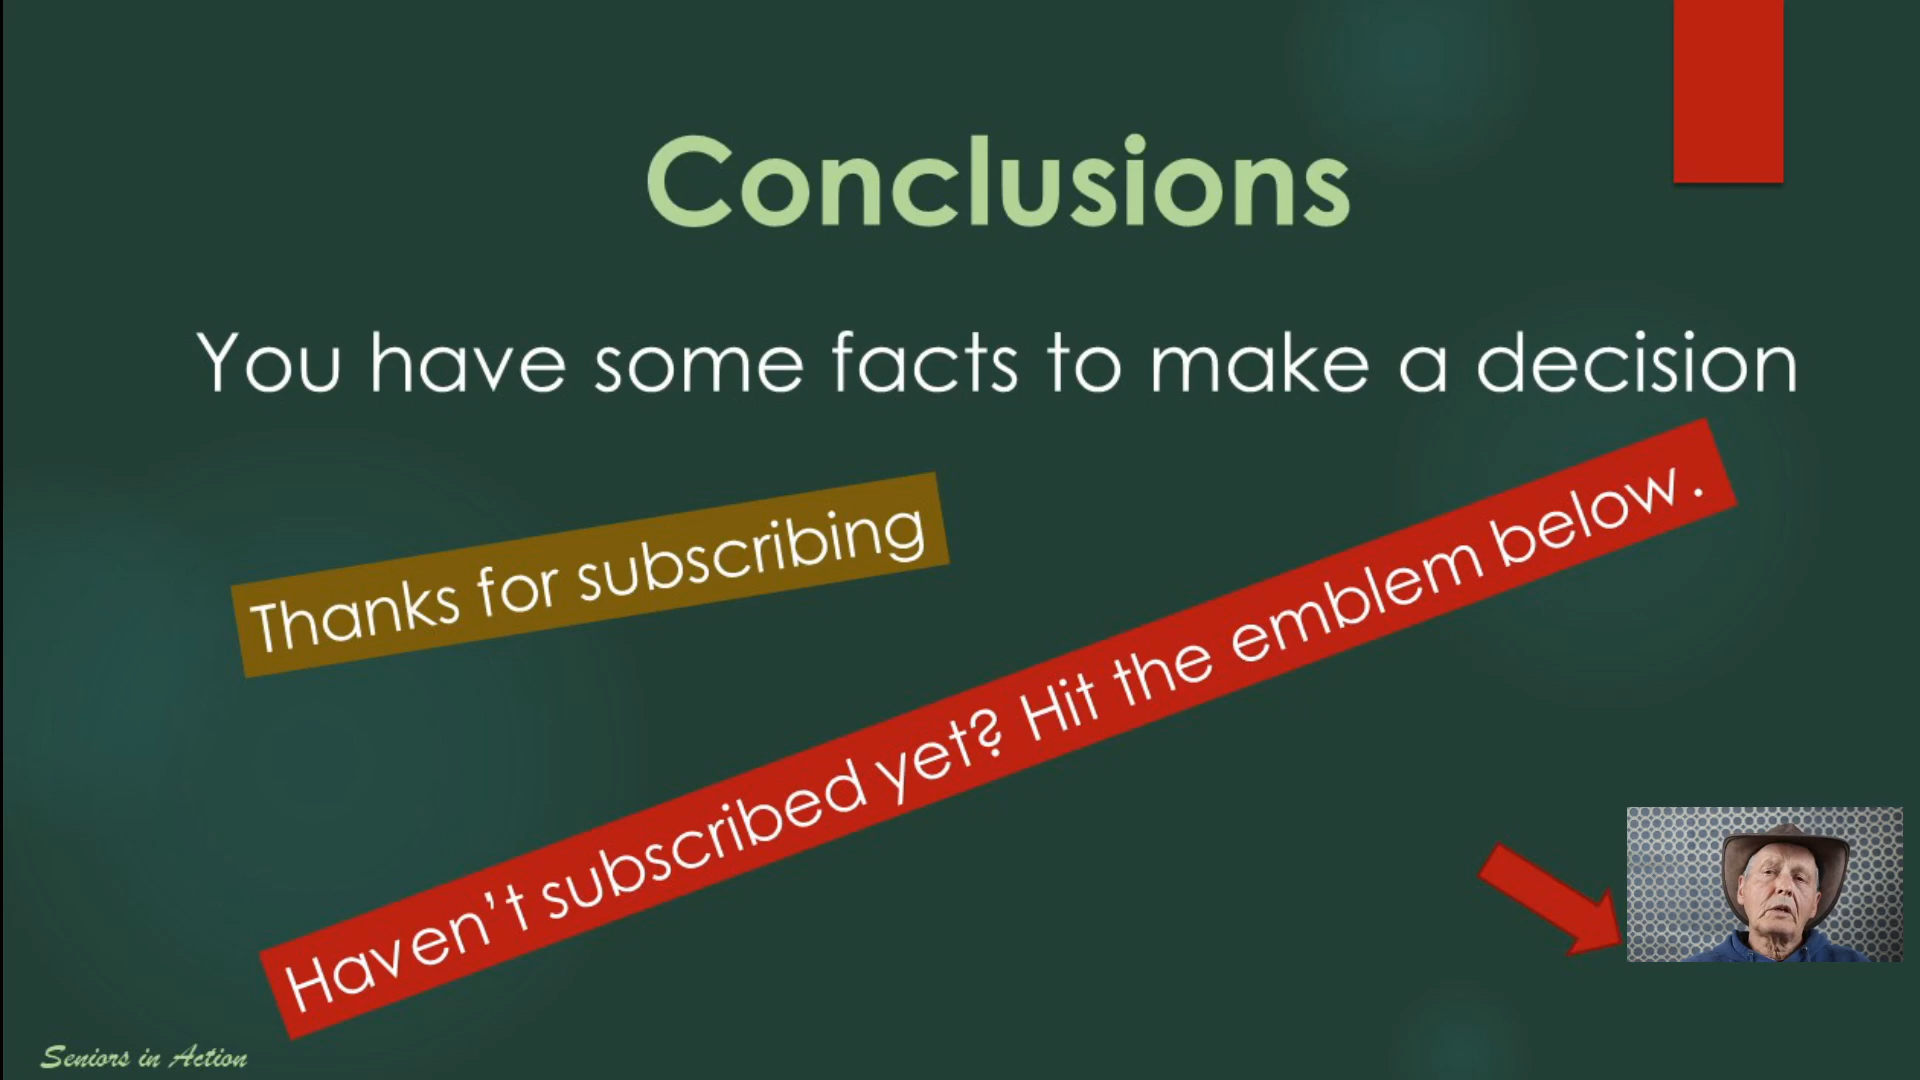 Conclusions
You have some facts to make a decision
Thanks for subscribing
Haven't subscribed yet? Hit the emblem below.
Seniors in Action